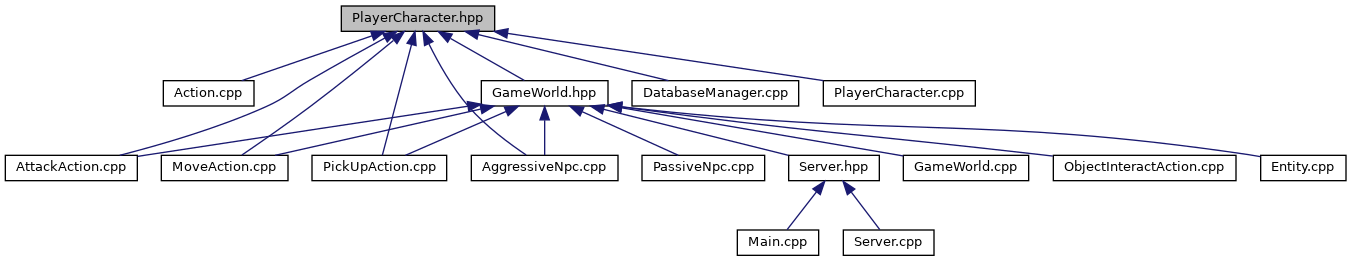 PlayerCharacter.hpp
Action.cpp
GameWorld.hpp
DatabaseManager.cpp
PlayerCharacter.cpp
AttackAction.cpp
MoveAction.cpp
PickUpAction.cpp
AggressiveNpc.cpp
PassiveNpc.cpp
Server.hpp
GameWorld.cpp
ObjectInteractAction.cpp
Entity.cpp
Main.cpp
Server.cpp